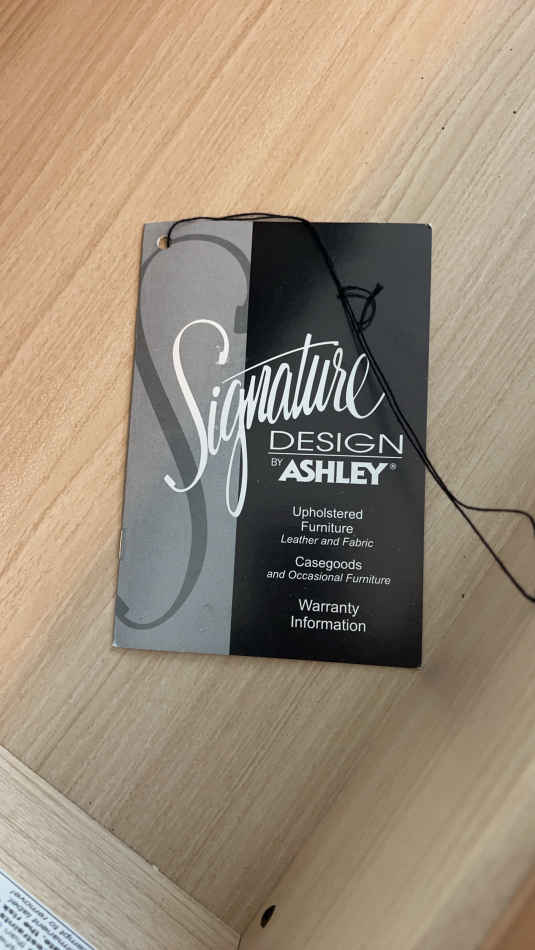 Signature
DESIGN
BY ASHLEY®
Upholstered
Furniture
Leather and Fabric
Casegoods
and Occasional Furniture
Warranty
Information